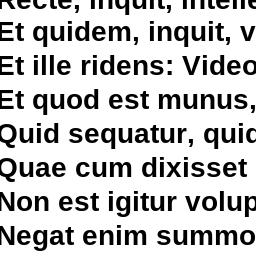 Recte, inquit, intelle
Et quidem, inquit, v
Et ille ridens: Video
Et quod est munus,
Quid sequatur, quid
Quae cum dixisset
Non est igitur volup
Negat enim summo